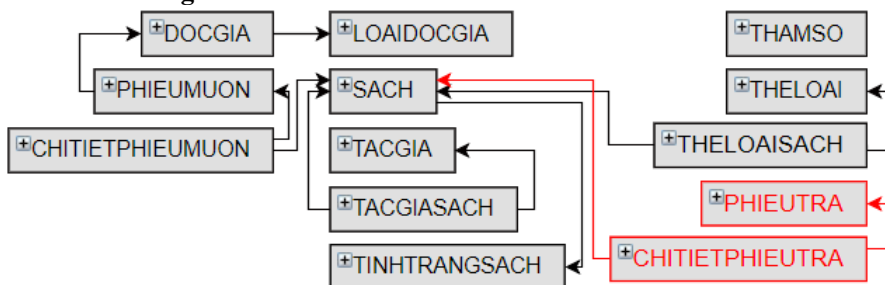 DOCGIA
LOAIDOCGIA
THAMSO
PHIEUMUON
SACH
THELOAI
CHITIETPHIEUMUON
TACGIA
THELOAISACH
TACGIASACH
PHIEUTRA
TINHTRANGSACH
CHITIETPHIEUTRA